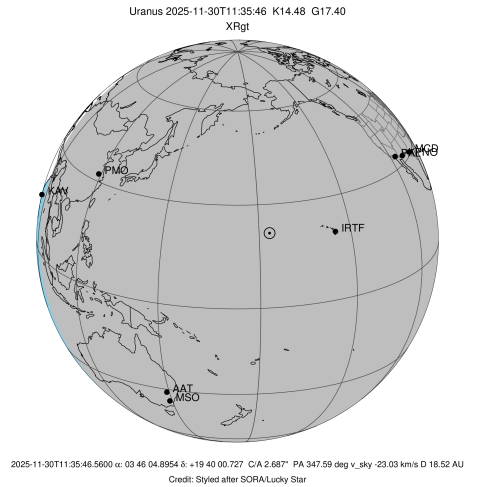 Uranus 2025-11-30T11:35:46 K14.48 G17.40
XRgt
MCD
KPNO
PMO
KAV
IRTF
AAT
MSO
2025-11-30T11:35:46.5600 α: 03 46 04.8954 δ: +19 40 00.727 C/A 2.687" PA 347.59 deg v_sky -23.03 km/s D 18.52 AU
Credit: Styled after SORA/Lucky Star